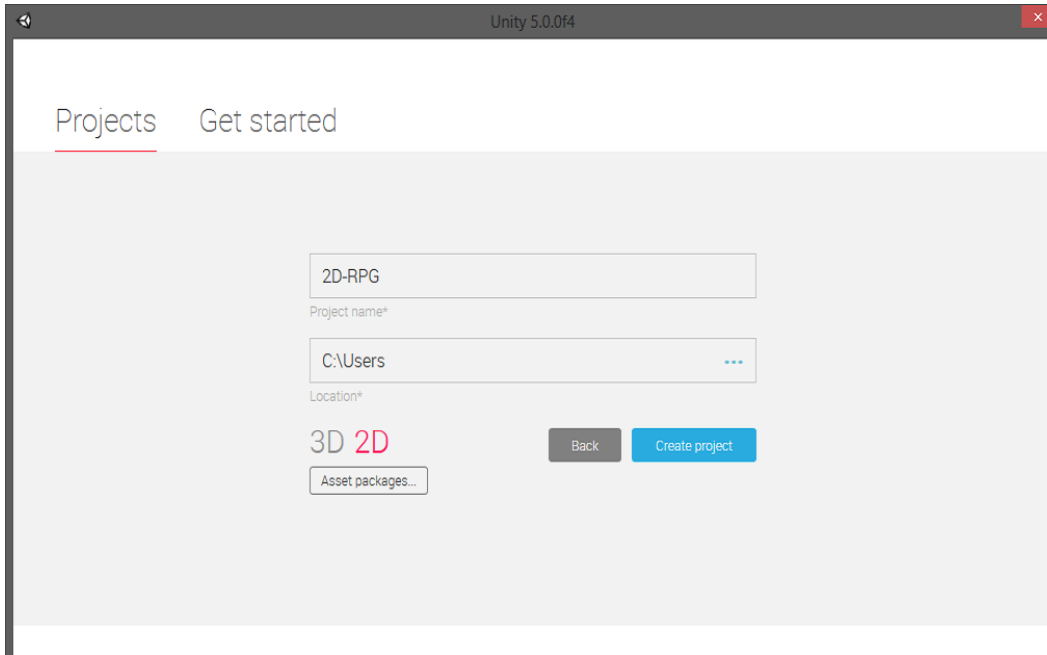 Unity 5.0.0f4
Projects Get started
2D-RPG
Project name*
C:\Users ...
Location*
3D 2D Back Create project
Asset packages...